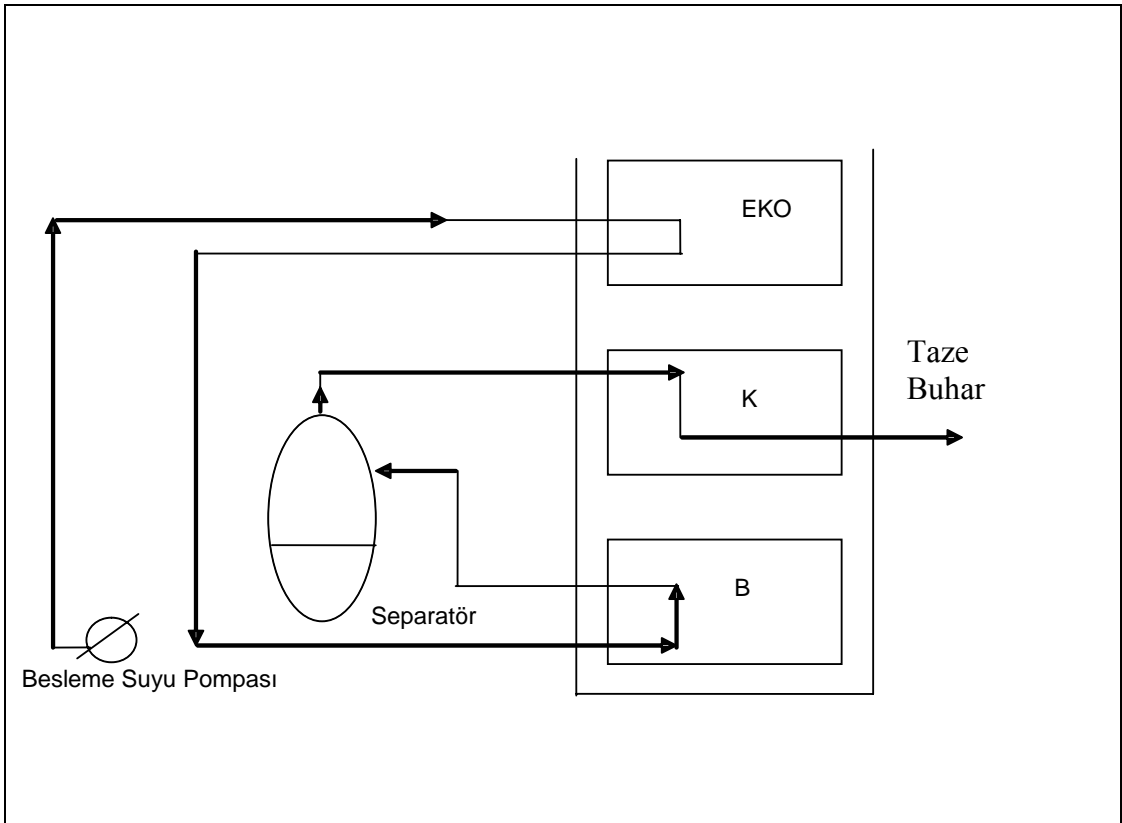 EKO
Taze
Buhar
K
B
Separatör
Besleme Suyu Pompası